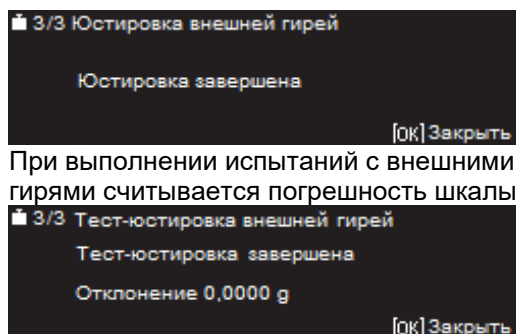 3/3 Юстировка внешней гирей
Юстировка завершена
[OK] Закрыть
При выполнении испытаний с внешними
гирями считывается погрешность шкалы
3/3 Тест-юстировка внешней гирей
Тест-юстировка завершена
Отклонение 0,0000 g
[OK] Закрыть